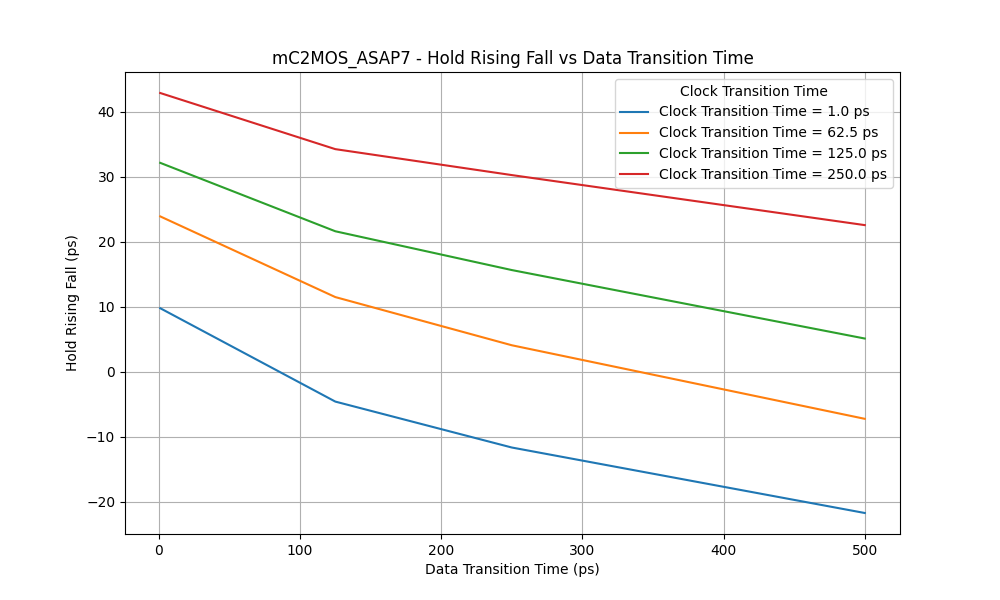 mC2MOS_ASAP7 - Hold Rising Fall vs Data Transition Time
Clock Transition Time
Clock Transition Time = 1.0 ps
Clock Transition Time = 62.5 ps
Clock Transition Time = 125.0 ps
Clock Transition Time = 250.0 ps
Hold Rising Fall (ps)
40
30
20
10
0
−10
−20
0 100 200 300 400 500
Data Transition Time (ps)